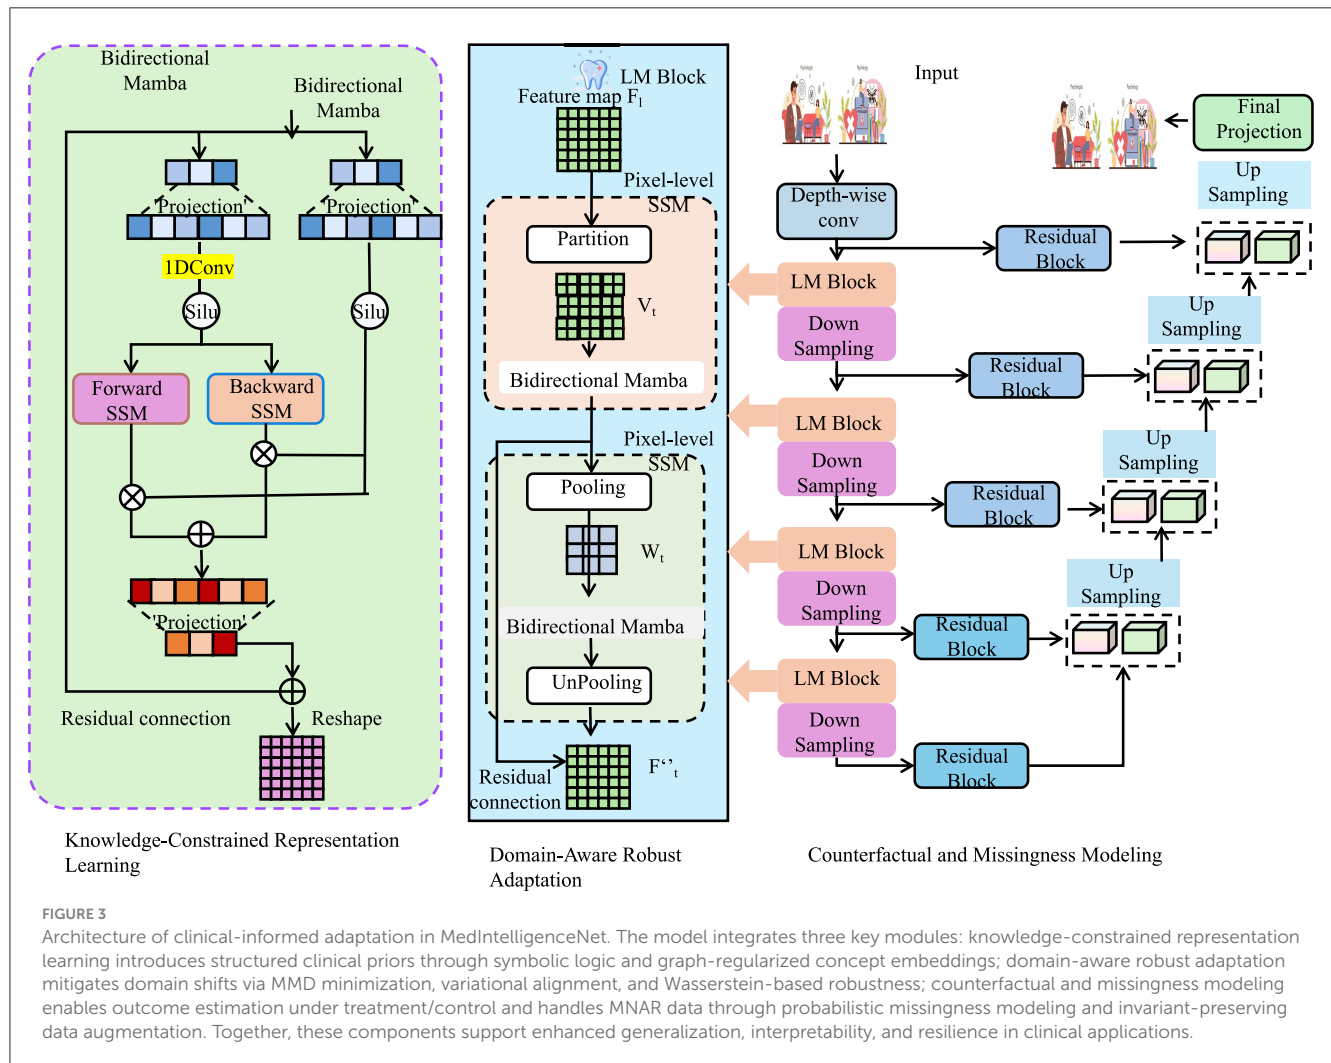 Bidirectional
Mamba
Bidirectional
Mamba
'Projection'
'Projection'
1DConv
Silu
Silu
Forward
SSM
Backward
SSM
'Projection'
Residual connection
Reshape
Knowledge-Constrained Representation
Learning
LM Block
Feature map F_l
Pixel-level
SSM
Partition
V_t
Bidirectional Mamba
Pixel-level
SSM
Pooling
W_t
Bidirectional Mamba
UnPooling
Residual
connection
F‘’_t
Domain-Aware Robust
Adaptation
Input
Psychologist
Psychology
Depth-wise
conv
LM Block
Down
Sampling
LM Block
Down
Sampling
LM Block
Down
Sampling
LM Block
Down
Sampling
Residual
Block
Residual
Block
Residual
Block
Residual
Block
Residual
Block
Up
Sampling
Up
Sampling
Up
Sampling
Up
Sampling
Psychologist
Psychology
Final
Projection
Counterfactual and Missingness Modeling
FIGURE 3
Architecture of clinical-informed adaptation in MedIntelligenceNet. The model integrates three key modules: knowledge-constrained representation
learning introduces structured clinical priors through symbolic logic and graph-regularized concept embeddings; domain-aware robust adaptation
mitigates domain shifts via MMD minimization, variational alignment, and Wasserstein-based robustness; counterfactual and missingness modeling
enables outcome estimation under treatment/control and handles MNAR data through probabilistic missingness modeling and invariant-preserving
data augmentation. Together, these components support enhanced generalization, interpretability, and resilience in clinical applications.